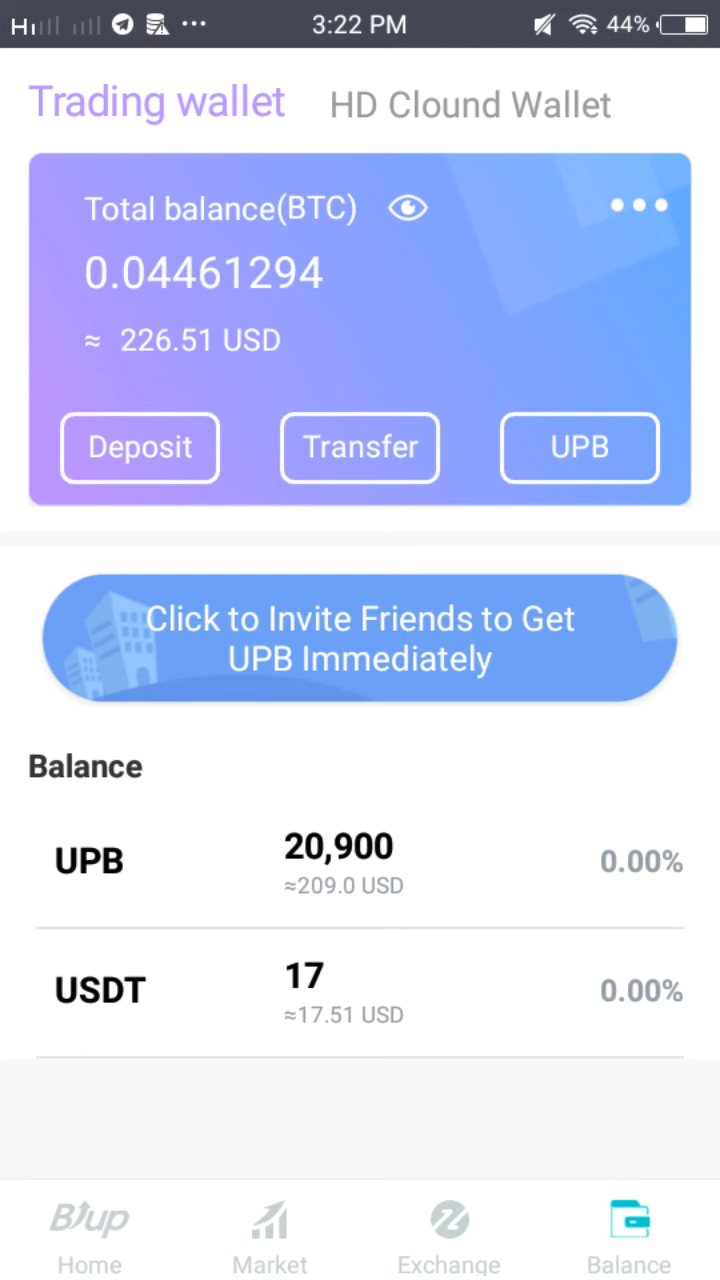 3:22 PM
44%
Trading wallet
HD Clound Wallet
Total balance(BTC)
0.04461294
≈ 226.51 USD
Deposit
Transfer
UPB
Click to Invite Friends to Get
UPB Immediately
Balance
UPB
20,900
0.00%
≈209.0 USD
USDT
17
0.00%
≈17.51 USD
Biup
Home
Market
Exchange
Balance